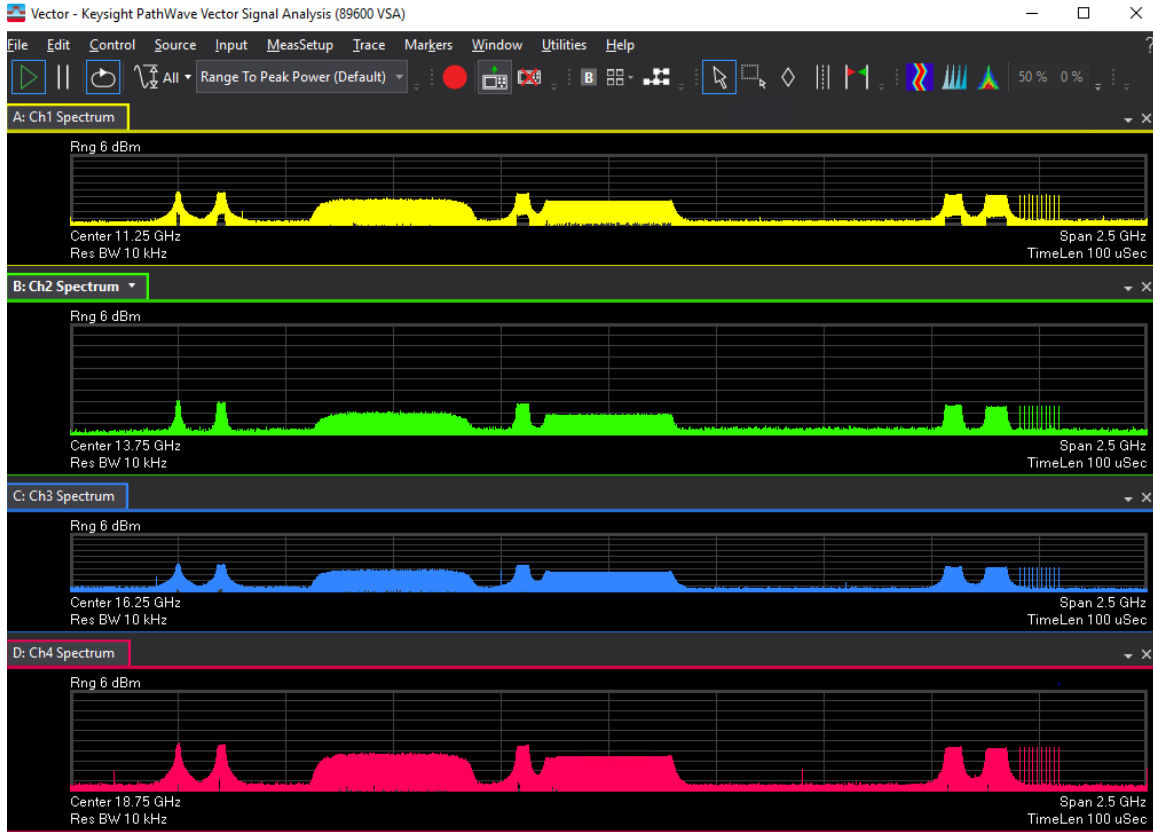 Vector - Keysight PathWave Vector Signal Analysis (89600 VSA)
File Edit Control Source Input MeasSetup Trace Markers Window Utilities Help ?
All Range To Peak Power (Default) B 50 % 0 %
A: Ch1 Spectrum
Rng 6 dBm
Center 11.25 GHz Span 2.5 GHz
Res BW 10 kHz TimeLen 100 uSec
B: Ch2 Spectrum
Rng 6 dBm
Center 13.75 GHz Span 2.5 GHz
Res BW 10 kHz TimeLen 100 uSec
C: Ch3 Spectrum
Rng 6 dBm
Center 16.25 GHz Span 2.5 GHz
Res BW 10 kHz TimeLen 100 uSec
D: Ch4 Spectrum
Rng 6 dBm
Center 18.75 GHz Span 2.5 GHz
Res BW 10 kHz TimeLen 100 uSec